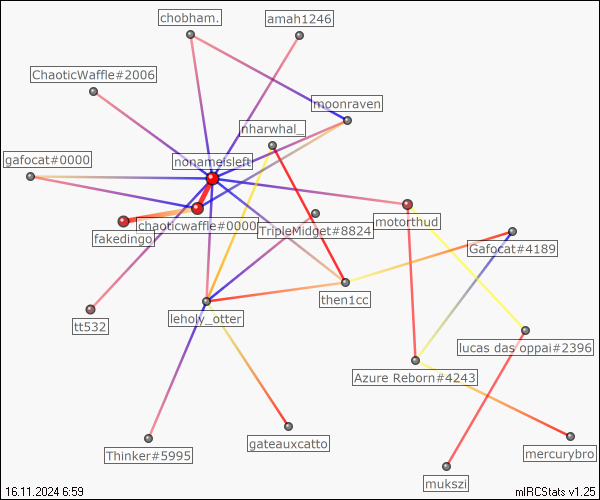 chobham.
amah1246
ChaoticWaffle#2006
moonraven
nharwhal_
gafocat#0000
nonameisleft
motorthud
chaoticwaffle#0000
TripleMidget#8824
fakedingo
Gafocat#4189
then1cc
leholy_otter
tt532
lucas das oppai#2396
Azure Reborn#4243
gateauxcatto
Thinker#5995
mercurybro
mukszi
16.11.2024 6:59
mIRCStats v1.25